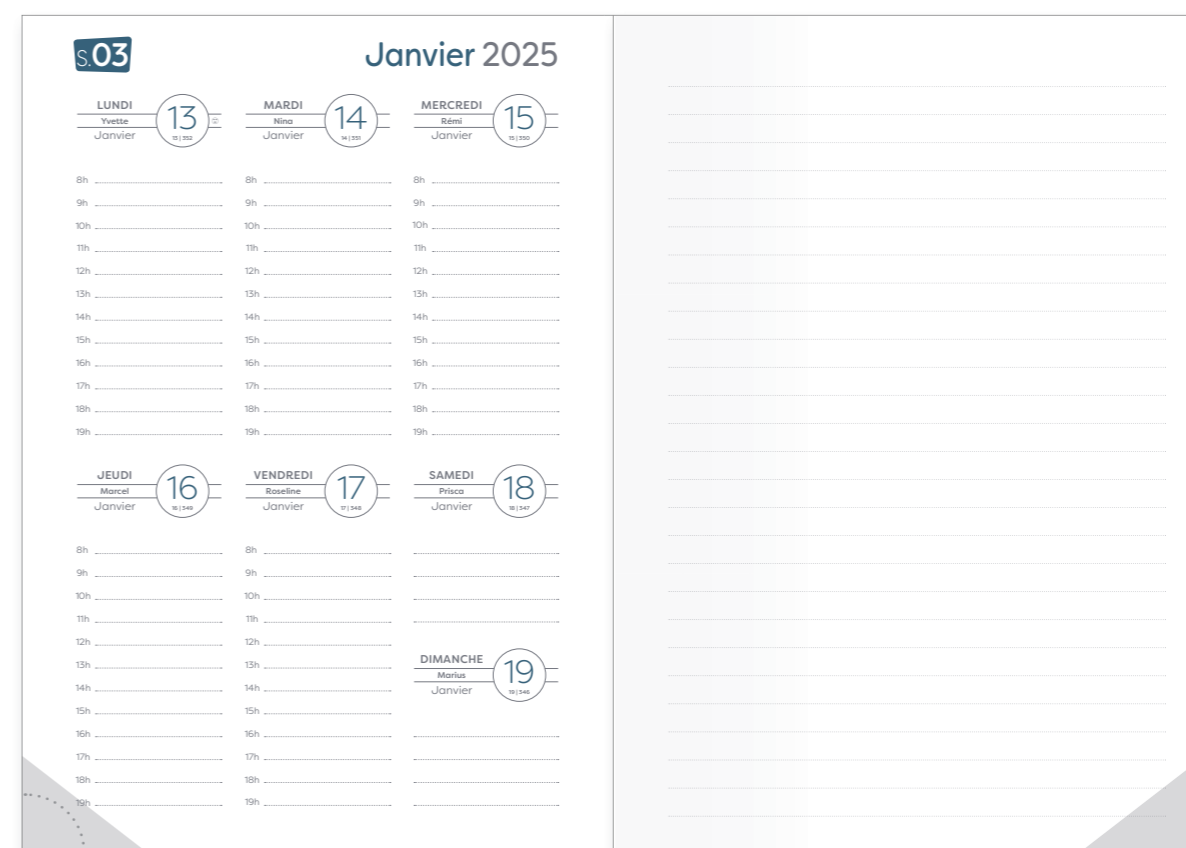 S.03
Janvier 2025
LUNDI
Yvette
Janvier
13
13 | 352
8h
9h
10h
11h
12h
13h
14h
15h
16h
17h
18h
19h
MARDI
Nina
Janvier
14
14 | 351
8h
9h
10h
11h
12h
13h
14h
15h
16h
17h
18h
19h
MERCREDI
Rémi
Janvier
15
15 | 350
8h
9h
10h
11h
12h
13h
14h
15h
16h
17h
18h
19h
JEUDI
Marcel
Janvier
16
16 | 349
8h
9h
10h
11h
12h
13h
14h
15h
16h
17h
18h
19h
VENDREDI
Roseline
Janvier
17
17 | 348
8h
9h
10h
11h
12h
13h
14h
15h
16h
17h
18h
19h
SAMEDI
Prisca
Janvier
18
18 | 347
DIMANCHE
Marius
Janvier
19
19 | 346